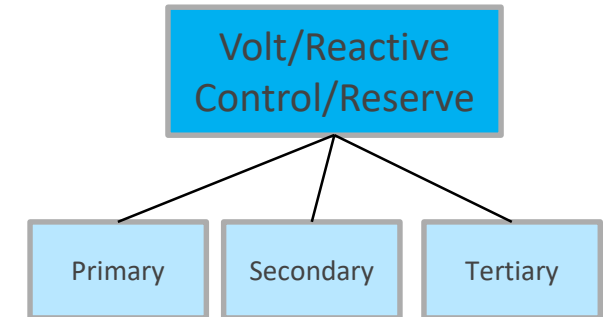 Volt/Reactive
Control/Reserve
Primary
Secondary
Tertiary